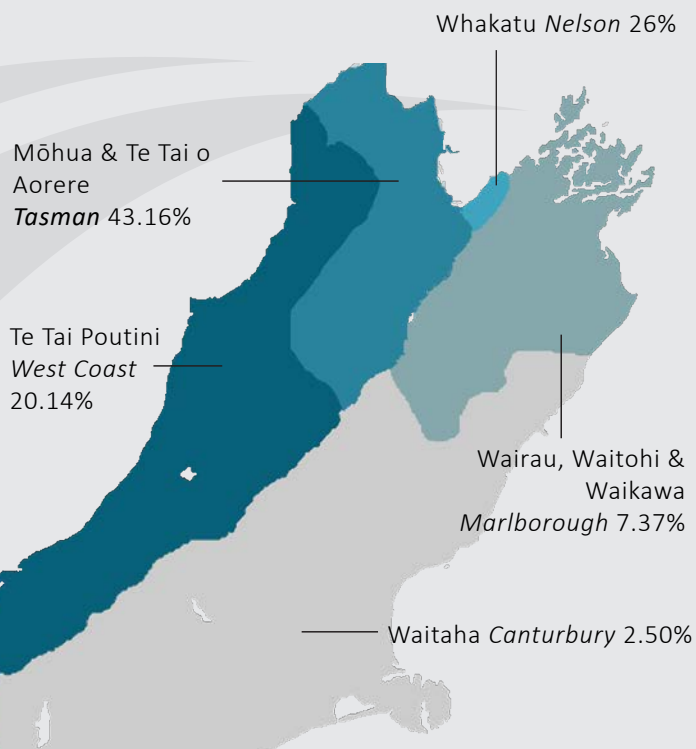 Whakatu Nelson 26%
Mōhua & Te Tai o
Aorere
Tasman 43.16%
Te Tai Poutini
West Coast
20.14%
Wairau, Waitohi &
Waikawa
Marlborough 7.37%
Waitaha Canturbury 2.50%